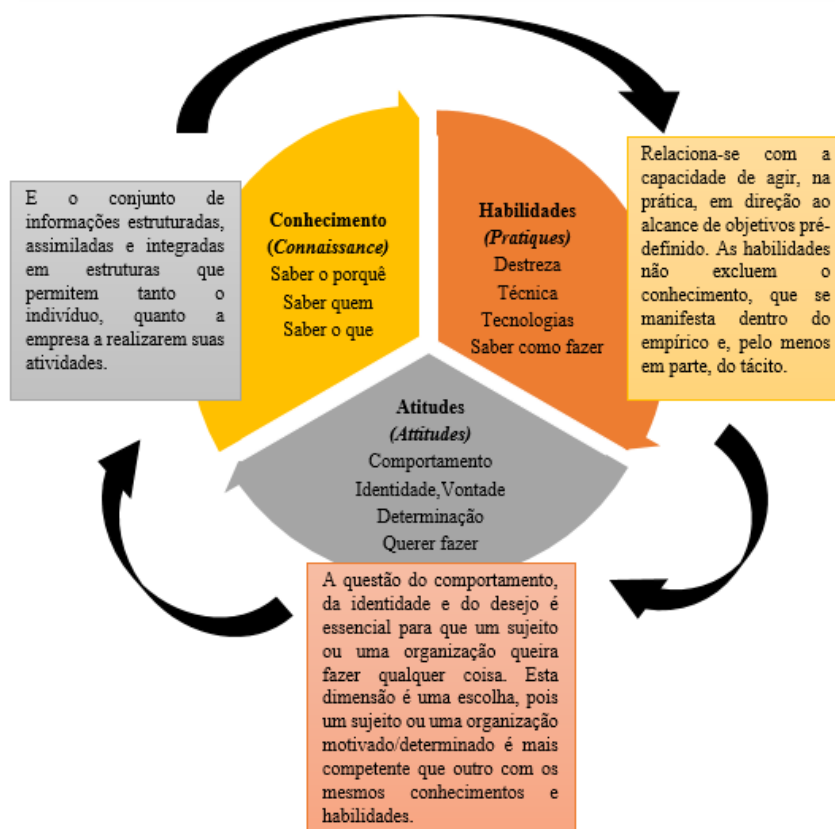 Conhecimento
(Connaissance)
Saber o porquê
Saber quem
Saber o que
Habilidades
(Pratiques)
Destreza
Técnica
Tecnologias
Saber como fazer
Atitudes
(Attitudes)
Comportamento
Identidade,Vontade
Determinação
Querer fazer
E o conjunto de
informações estruturadas,
assimiladas e integradas
em estruturas que
permitem tanto o
indivíduo, quanto a
empresa a realizarem suas
atividades.
Relaciona-se com a
capacidade de agir, na
prática, em direção ao
alcance de objetivos pré-
definido. As habilidades
não excluem o
conhecimento, que se
manifesta dentro do
empírico e, pelo menos
em parte, do tácito.
A questão do comportamento,
da identidade e do desejo é
essencial para que um sujeito
ou uma organização queira
fazer qualquer coisa. Esta
dimensão é uma escolha, pois
um sujeito ou uma organização
motivado/determinado é mais
competente que outro com os
mesmos conhecimentos e
habilidades.